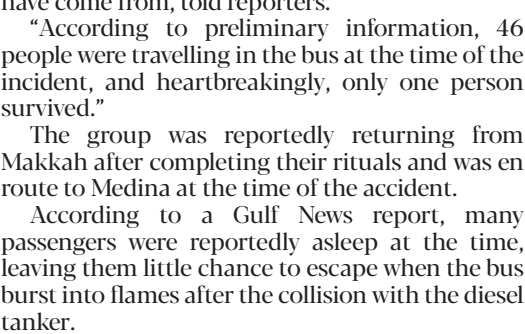 have come from, told reporters.
“According to preliminary information, 46
people were travelling in the bus at the time of the
incident, and heartbreakingly, only one person
survived.”
The group was reportedly returning from
Makkah after completing their rituals and was en
route to Medina at the time of the accident.
According to a Gulf News report, many
passengers were reportedly asleep at the time,
leaving them little chance to escape when the bus
burst into flames after the collision with the diesel
tanker.